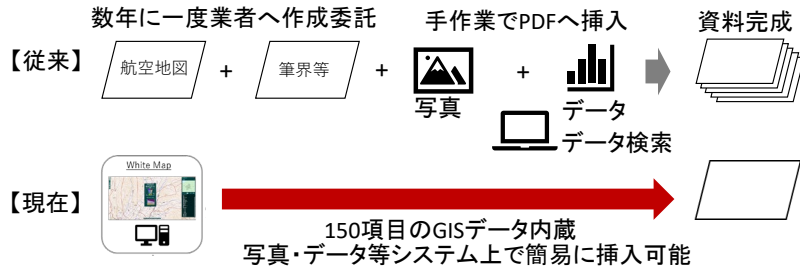 数年に一度業者へ作成委託 手作業でPDFへ挿入 資料完成
【従来】 航空地図 + 筆界等 + + 
写真 データ
データ検索
White Map
【現在】
150項目のGISデータ内蔵
写真・データ等システム上で簡易に挿入可能